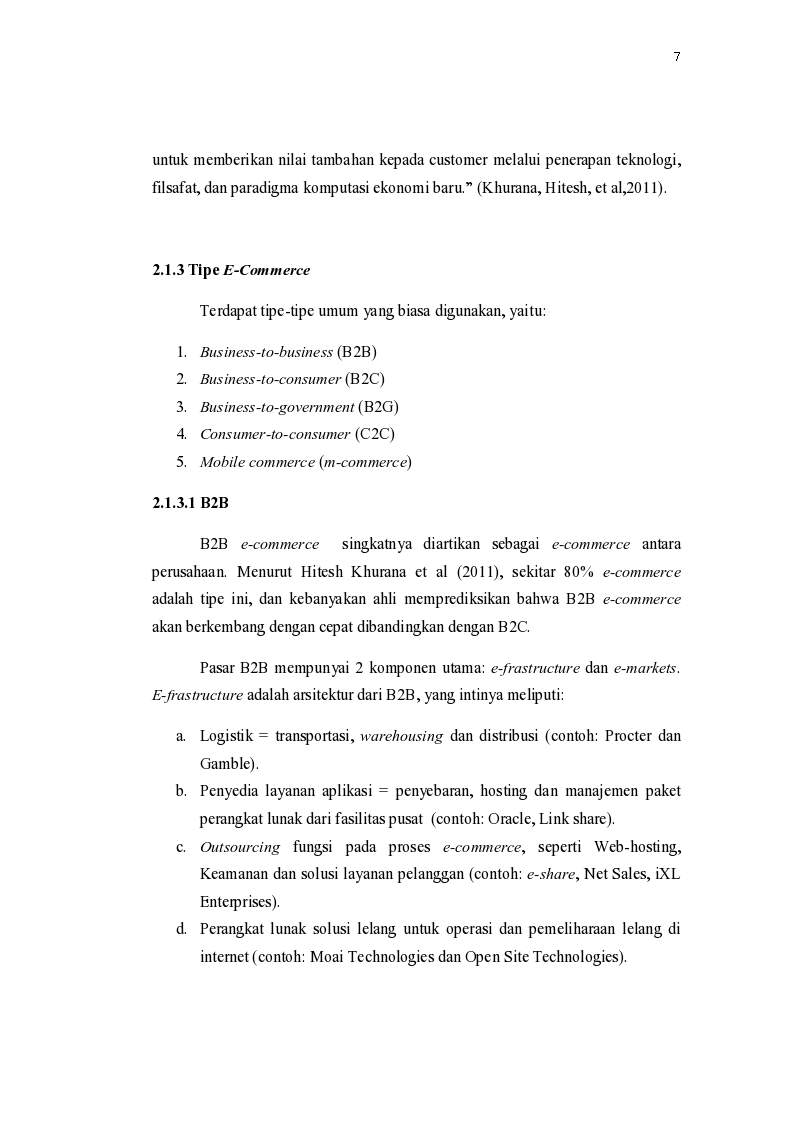 7
untuk memberikan nilai tambahan kepada customer melalui penerapan teknologi,
filsafat, dan paradigma komputasi ekonomi baru.” (Khurana, Hitesh, et al,2011).
2.1.3 Tipe E-Commerce
Terdapat tipe-tipe umum yang biasa digunakan, yaitu:
1. Business-to-business (B2B)
2. Business-to-consumer (B2C)
3. Business-to-government (B2G)
4. Consumer-to-consumer (C2C)
5. Mobile commerce (m-commerce)
2.1.3.1 B2B
B2B e-commerce singkatnya diartikan sebagai e-commerce antara
perusahaan. Menurut Hitesh Khurana et al (2011), sekitar 80% e-commerce
adalah tipe ini, dan kebanyakan ahli memprediksikan bahwa B2B e-commerce
akan berkembang dengan cepat dibandingkan dengan B2C.
Pasar B2B mempunyai 2 komponen utama: e-frastructure dan e-markets.
E-frastructure adalah arsitektur dari B2B, yang intinya meliputi:
a. Logistik = transportasi, warehousing dan distribusi (contoh: Procter dan
Gamble).
b. Penyedia layanan aplikasi = penyebaran, hosting dan manajemen paket
perangkat lunak dari fasilitas pusat (contoh: Oracle, Link share).
c. Outsourcing fungsi pada proses e-commerce, seperti Web-hosting,
Keamanan dan solusi layanan pelanggan (contoh: e-share, Net Sales, iXL
Enterprises).
d. Perangkat lunak solusi lelang untuk operasi dan pemeliharaan lelang di
internet (contoh: Moai Technologies dan Open Site Technologies).